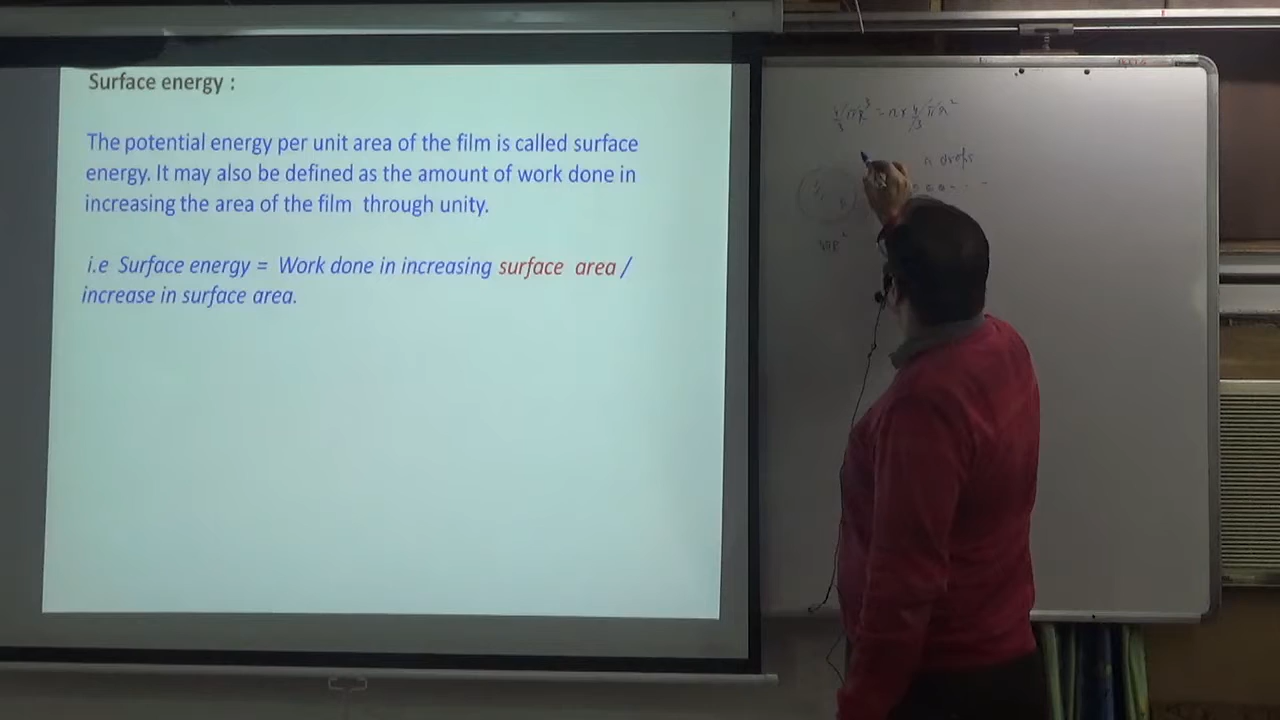 Surface energy :
The potential energy per unit area of the film is called surface
energy. It may also be defined as the amount of work done in
increasing the area of the film through unity.
i.e Surface energy = Work done in increasing surface area /
increase in surface area.
n drops